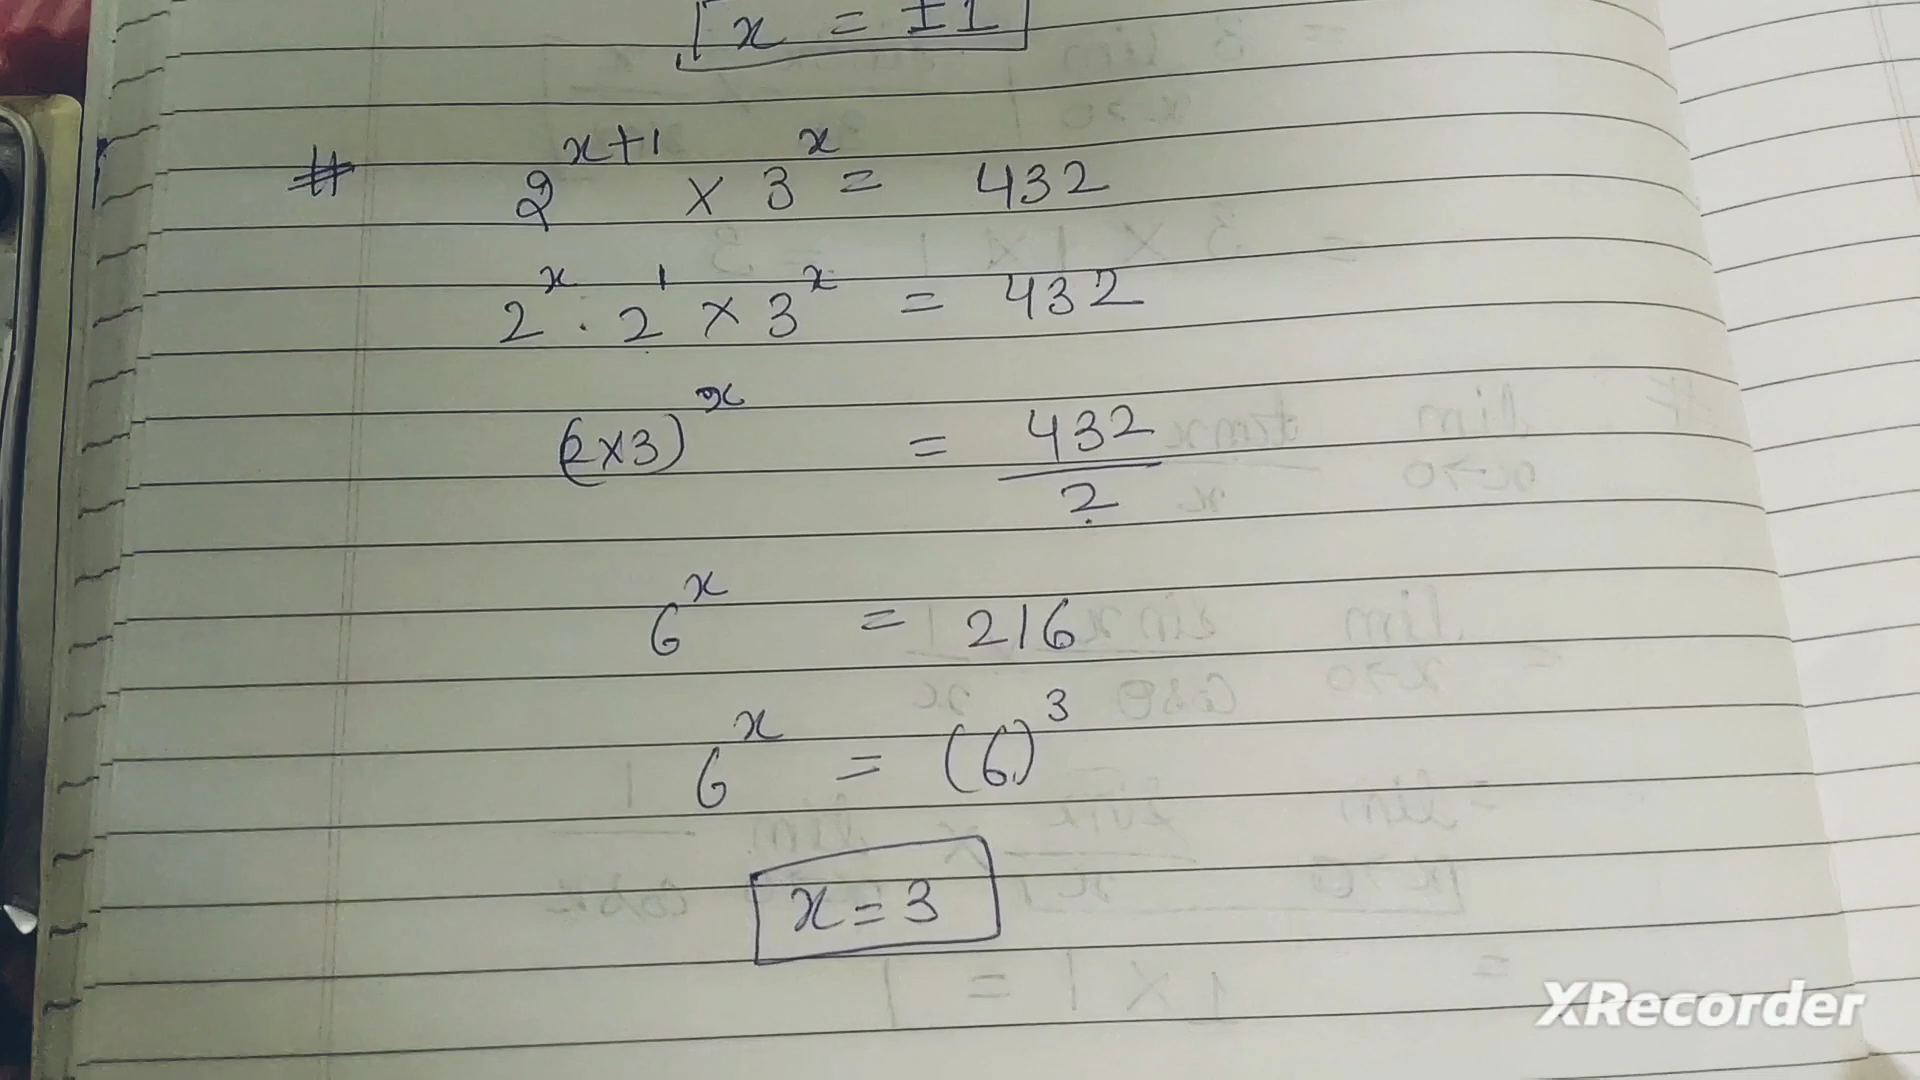 x = ±1
# 2^{x+1} × 3^x = 432
2^x . 2^1 × 3^x = 432
(2×3)^x = 432/2
6^x = 216
6^x = (6)^3
x = 3
XRecorder